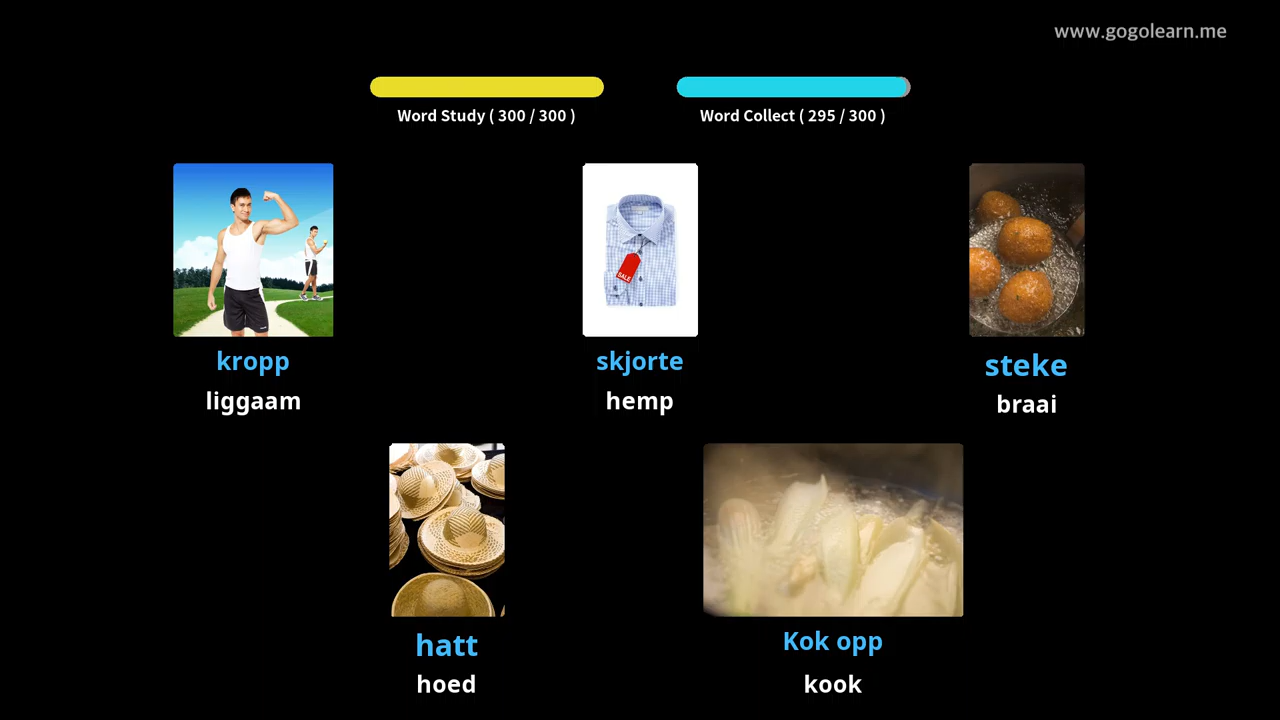 www.gogolearn.me
Word Study ( 300 / 300 )
Word Collect ( 295 / 300 )
SALE
kropp
liggaam
skjorte
hemp
steke
braai
hatt
hoed
Kok opp
kook